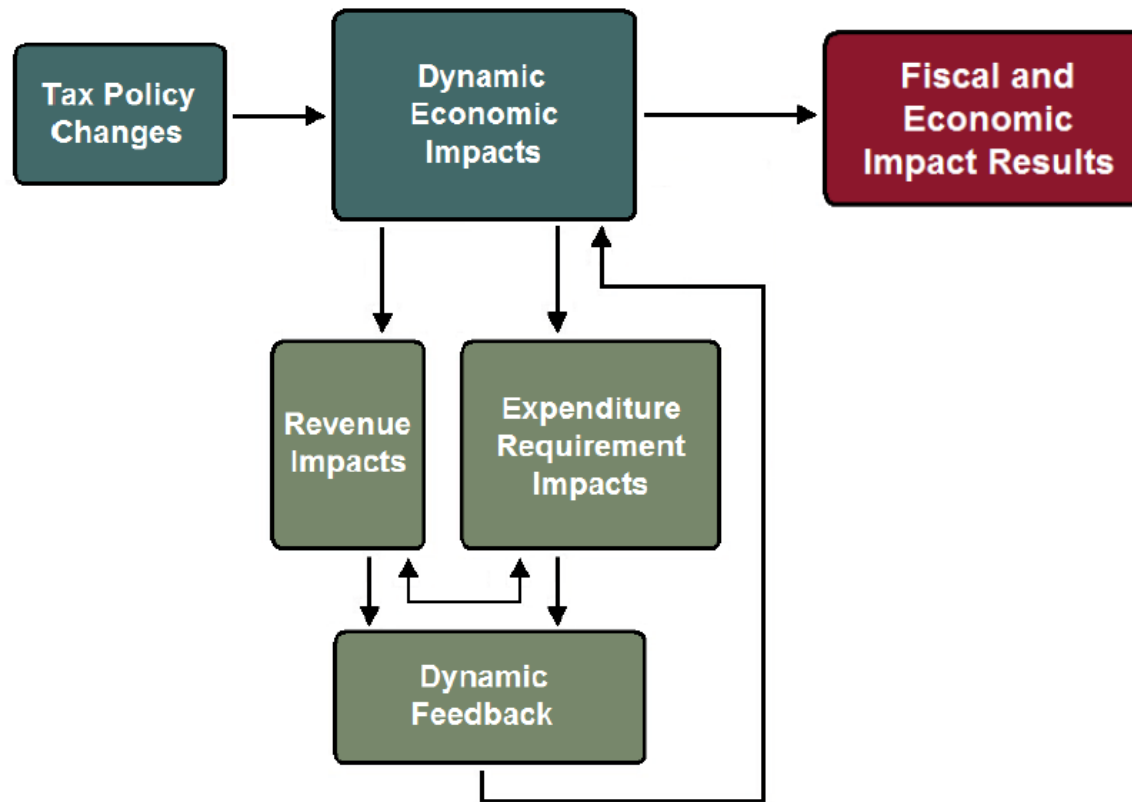 Tax Policy
Changes
Dynamic
Economic
Impacts
Fiscal and
Economic
Impact Results
Revenue
Impacts
Expenditure
Requirement
Impacts
Dynamic
Feedback